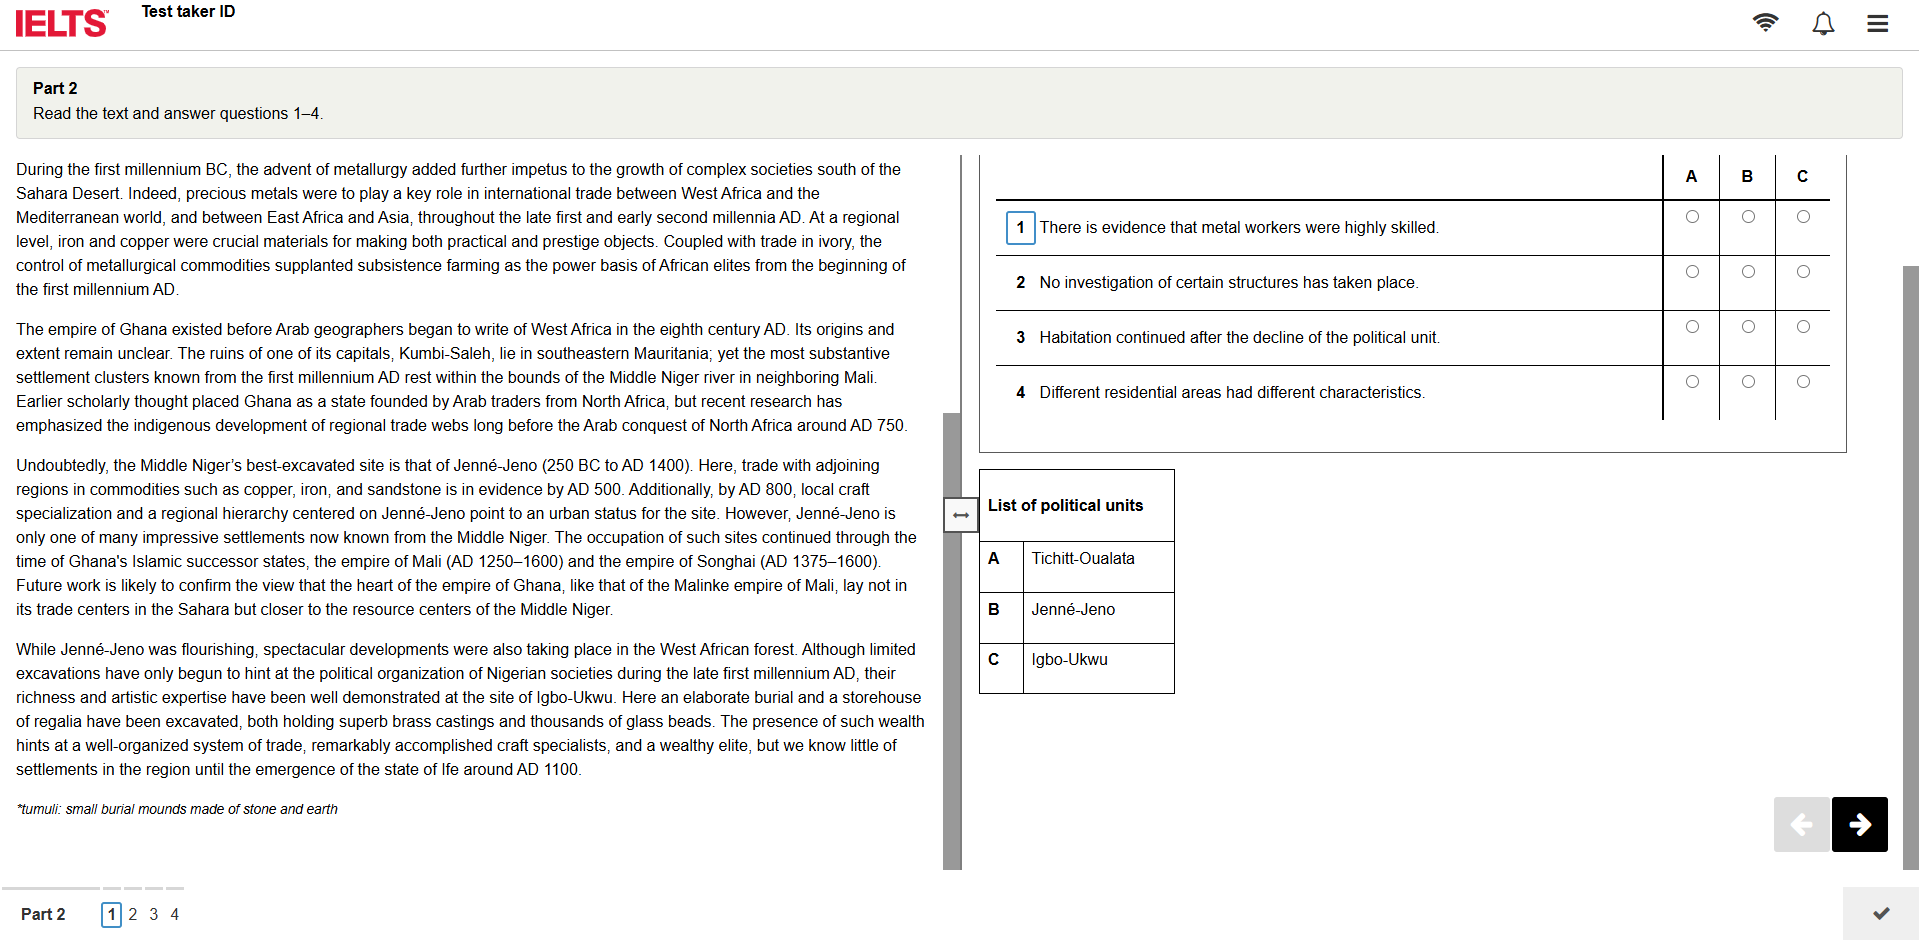 IELTS™
Test taker ID
Part 2
Read the text and answer questions 1–4.
During the first millennium BC, the advent of metallurgy added further impetus to the growth of complex societies south of the
Sahara Desert. Indeed, precious metals were to play a key role in international trade between West Africa and the
Mediterranean world, and between East Africa and Asia, throughout the late first and early second millennia AD. At a regional
level, iron and copper were crucial materials for making both practical and prestige objects. Coupled with trade in ivory, the
control of metallurgical commodities supplanted subsistence farming as the power basis of African elites from the beginning of
the first millennium AD.
The empire of Ghana existed before Arab geographers began to write of West Africa in the eighth century AD. Its origins and
extent remain unclear. The ruins of one of its capitals, Kumbi-Saleh, lie in southeastern Mauritania; yet the most substantive
settlement clusters known from the first millennium AD rest within the bounds of the Middle Niger river in neighboring Mali.
Earlier scholarly thought placed Ghana as a state founded by Arab traders from North Africa, but recent research has
emphasized the indigenous development of regional trade webs long before the Arab conquest of North Africa around AD 750.
Undoubtedly, the Middle Niger's best-excavated site is that of Jenné-Jeno (250 BC to AD 1400). Here, trade with adjoining
regions in commodities such as copper, iron, and sandstone is in evidence by AD 500. Additionally, by AD 800, local craft
specialization and a regional hierarchy centered on Jenné-Jeno point to an urban status for the site. However, Jenné-Jeno is
only one of many impressive settlements now known from the Middle Niger. The occupation of such sites continued through the
time of Ghana's Islamic successor states, the empire of Mali (AD 1250–1600) and the empire of Songhai (AD 1375–1600).
Future work is likely to confirm the view that the heart of the empire of Ghana, like that of the Malinke empire of Mali, lay not in
its trade centers in the Sahara but closer to the resource centers of the Middle Niger.
While Jenné-Jeno was flourishing, spectacular developments were also taking place in the West African forest. Although limited
excavations have only begun to hint at the political organization of Nigerian societies during the late first millennium AD, their
richness and artistic expertise have been well demonstrated at the site of Igbo-Ukwu. Here an elaborate burial and a storehouse
of regalia have been excavated, both holding superb brass castings and thousands of glass beads. The presence of such wealth
hints at a well-organized system of trade, remarkably accomplished craft specialists, and a wealthy elite, but we know little of
settlements in the region until the emergence of the state of Ife around AD 1100.
*tumuli: small burial mounds made of stone and earth
A B C
1 There is evidence that metal workers were highly skilled.
2 No investigation of certain structures has taken place.
3 Habitation continued after the decline of the political unit.
4 Different residential areas had different characteristics.
List of political units
A Tichitt-Oualata
B Jenné-Jeno
C Igbo-Ukwu
Part 2 1 2 3 4